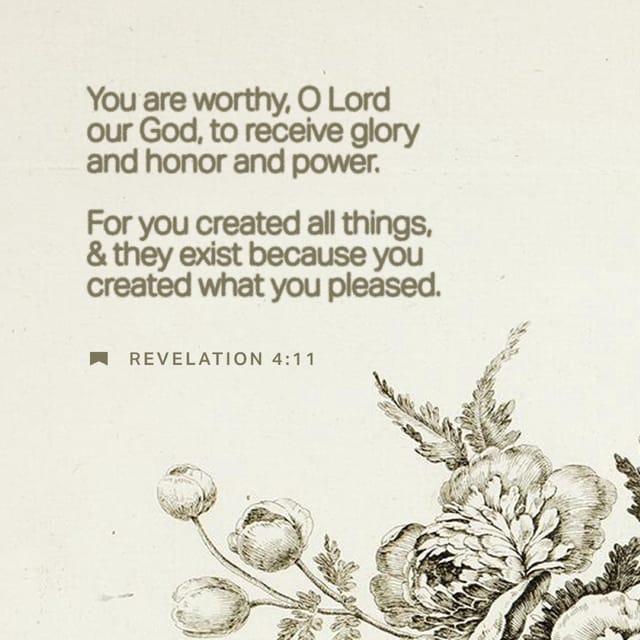 You are worthy, O Lord
our God, to receive glory
and honor and power.
For you created all things,
& they exist because you
created what you pleased.
REVELATION 4:11